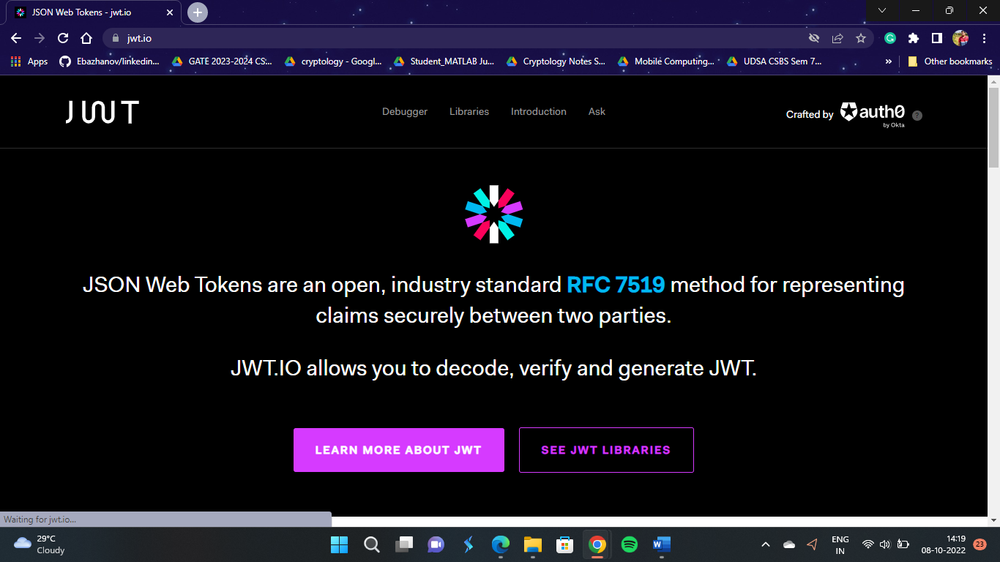 JSON Web Tokens - jwt.io
jwt.io
Apps
Ebazhanov/linkedin...
GATE 2023-2024 CS:...
cryptology - Googl...
Student_MATLAB Ju...
Cryptology Notes S...
Mobile Computing...
UDSA CSBS Sem 7...
»
Other bookmarks
JWT
Debugger
Libraries
Introduction
Ask
Crafted by
auth0
by Okta
?
JSON Web Tokens are an open, industry standard RFC 7519 method for representing
claims securely between two parties.
JWT.IO allows you to decode, verify and generate JWT.
LEARN MORE ABOUT JWT
SEE JWT LIBRARIES
Waiting for jwt.io...
29°C
Cloudy
ENG
IN
14:19
08-10-2022
23